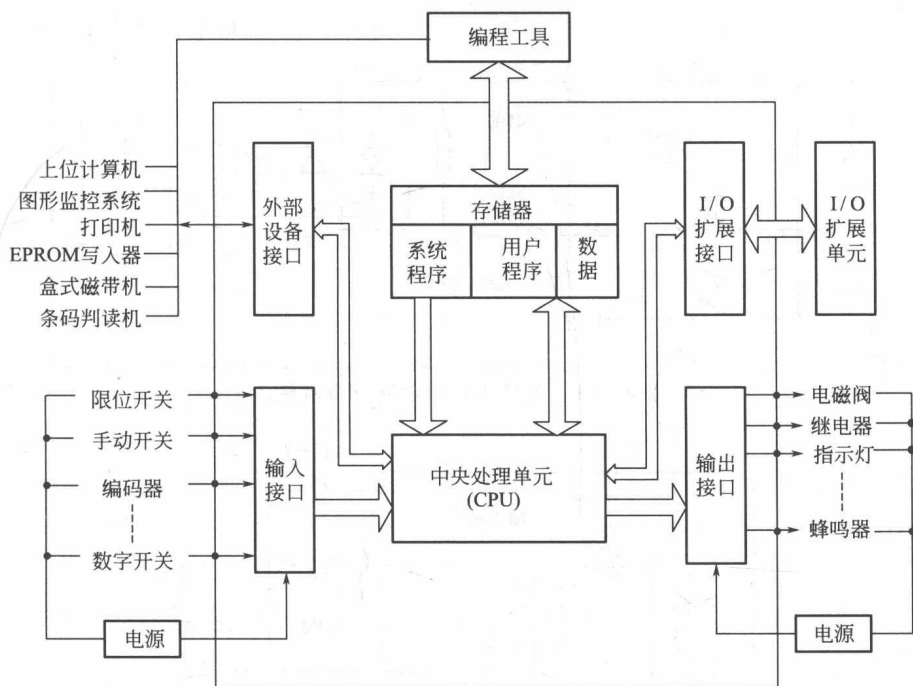 编程工具
上位计算机
图形监控系统
打印机
EPROM写入器
盒式磁带机
条码判读机
外部
设备
接口
存储器
系统
程序
用户
程序
数
据
I/O
扩展
接口
I/O
扩展
单元
限位开关
手动开关
编码器
数字开关
输入
接口
中央处理单元
(CPU)
输出
接口
电磁阀
继电器
指示灯
蜂鸣器
电源
电源